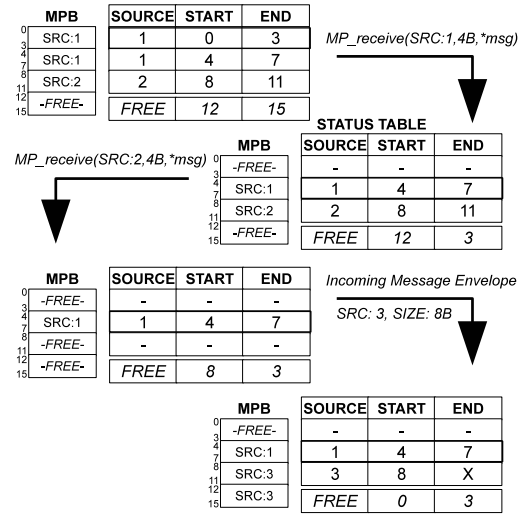 MPB SOURCE START END
0 SRC:1 3 1 0 3
4 SRC:1 7 1 4 7
8 SRC:2 11 2 8 11
12 -FREE- 15 FREE 12 15
MP_receive(SRC:1,4B,*msg)
STATUS TABLE
MPB SOURCE START END
0 -FREE- 3 - - -
4 SRC:1 7 1 4 7
8 SRC:2 11 2 8 11
12 -FREE- 15 FREE 12 3
MP_receive(SRC:2,4B,*msg)
MPB SOURCE START END
0 -FREE- 3 - - -
4 SRC:1 7 1 4 7
8 -FREE- 11 - - -
12 -FREE- 15 FREE 8 3
Incoming Message Envelope
SRC: 3, SIZE: 8B
MPB SOURCE START END
0 -FREE- 3 - - -
4 SRC:1 7 1 4 7
8 SRC:3 11 3 8 X
12 SRC:3 15 FREE 0 3